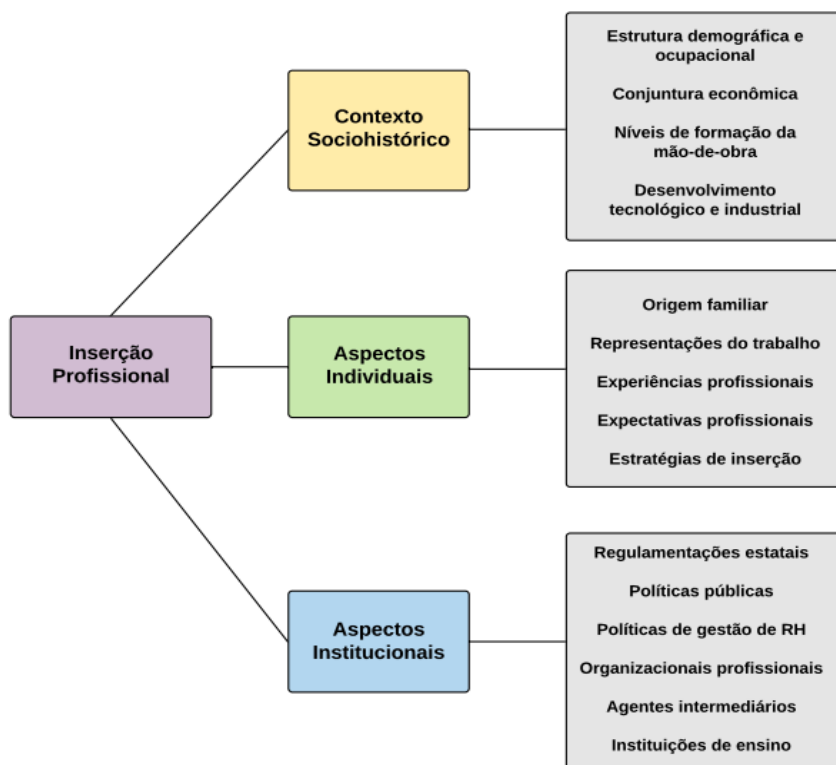 Inserção
Profissional
Contexto
Sociohistórico
Estrutura demográfica e
ocupacional
Conjuntura econômica
Níveis de formação da
mão-de-obra
Desenvolvimento
tecnológico e industrial
Aspectos
Individuais
Origem familiar
Representações do trabalho
Experiências profissionais
Expectativas profissionais
Estratégias de inserção
Aspectos
Institucionais
Regulamentações estatais
Políticas públicas
Políticas de gestão de RH
Organizacionais profissionais
Agentes intermediários
Instituições de ensino